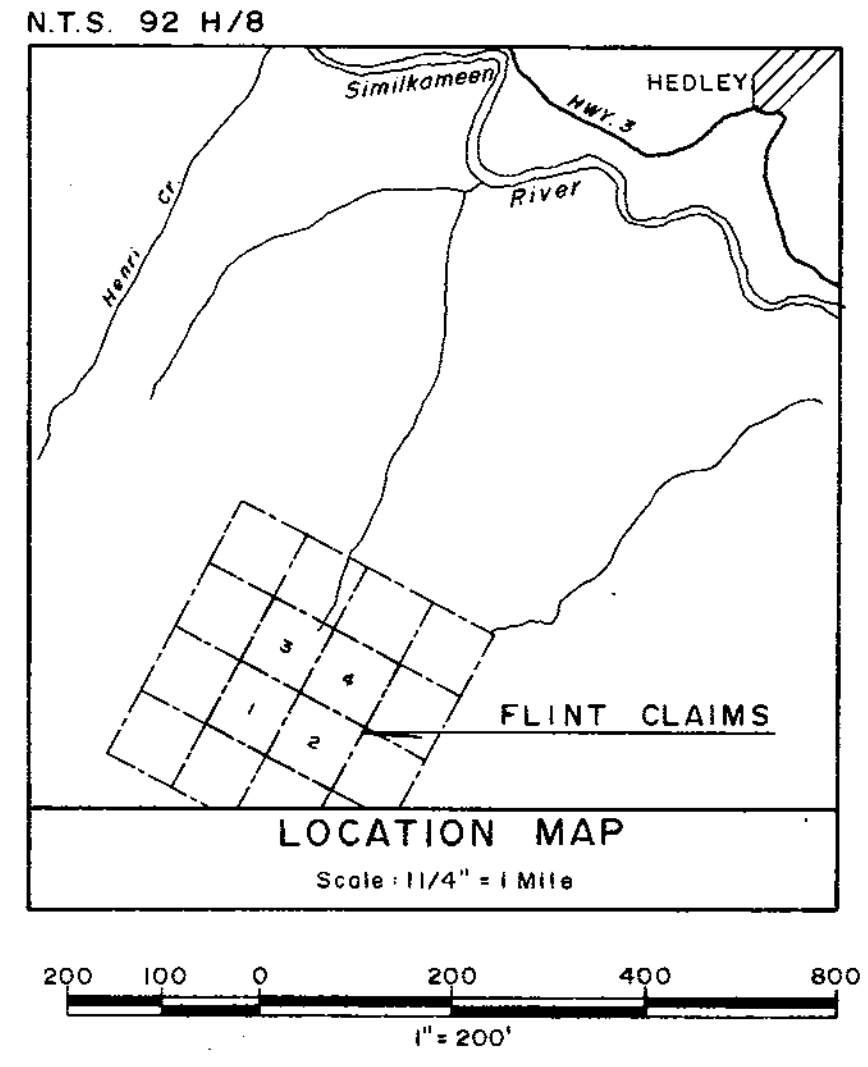 N.T.S. 92 H/8
Similkameen
HEDLEY
HWY. 3
River
Henri Cr.
3
4
1
2
FLINT CLAIMS
LOCATION MAP
Scale : 1 1/4" = 1 Mile
200 100 0 200 400 800
1" = 200'